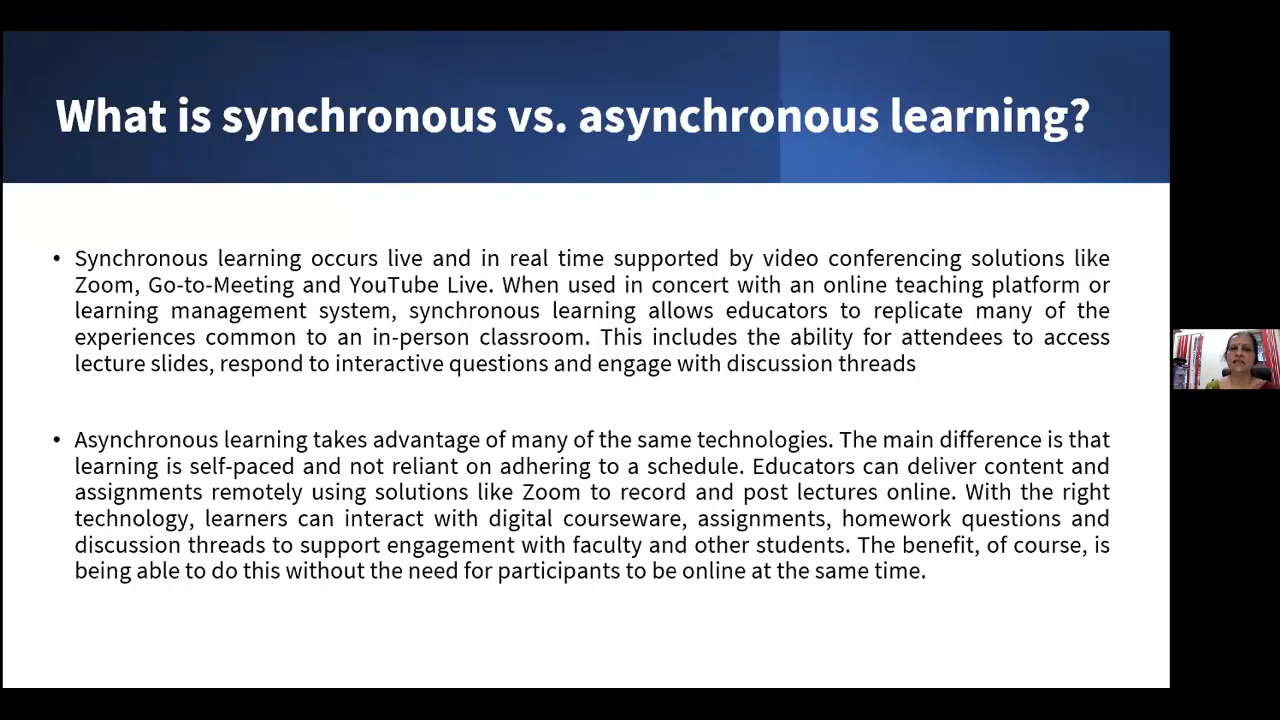 What is synchronous vs. asynchronous learning?
• Synchronous learning occurs live and in real time supported by video conferencing solutions like
Zoom, Go-to-Meeting and YouTube Live. When used in concert with an online teaching platform or
learning management system, synchronous learning allows educators to replicate many of the
experiences common to an in-person classroom. This includes the ability for attendees to access
lecture slides, respond to interactive questions and engage with discussion threads
• Asynchronous learning takes advantage of many of the same technologies. The main difference is that
learning is self-paced and not reliant on adhering to a schedule. Educators can deliver content and
assignments remotely using solutions like Zoom to record and post lectures online. With the right
technology, learners can interact with digital courseware, assignments, homework questions and
discussion threads to support engagement with faculty and other students. The benefit, of course, is
being able to do this without the need for participants to be online at the same time.